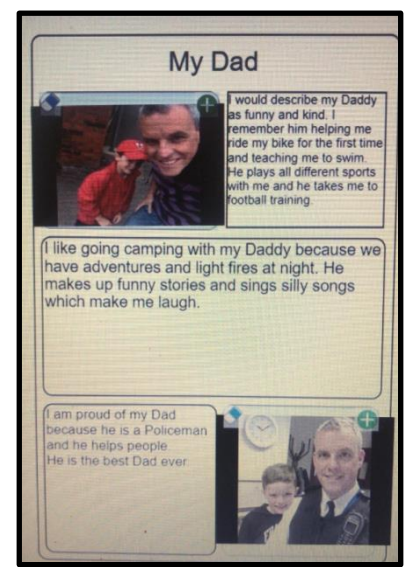 My Dad
I would describe my Daddy
as funny and kind. I
remember him helping me
ride my bike for the first time
and teaching me to swim.
He plays all different sports
with me and he takes me to
football training.
I like going camping with my Daddy because we
have adventures and light fires at night. He
makes up funny stories and sings silly songs
which make me laugh.
I am proud of my Dad
because he is a Policeman
and he helps people.
He is the best Dad ever.